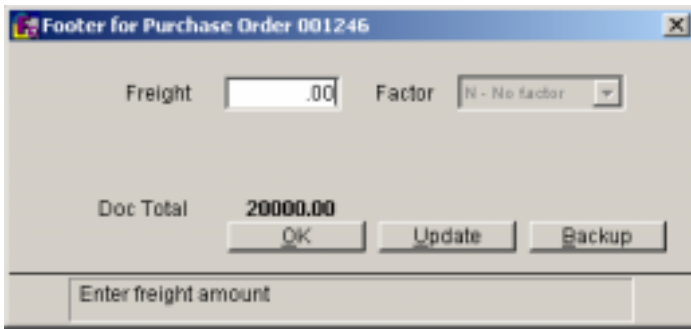 Footer for Purchase Order 001246
Freight .00 Factor N - No factor
Doc Total 20000.00
OK Update Backup
Enter freight amount